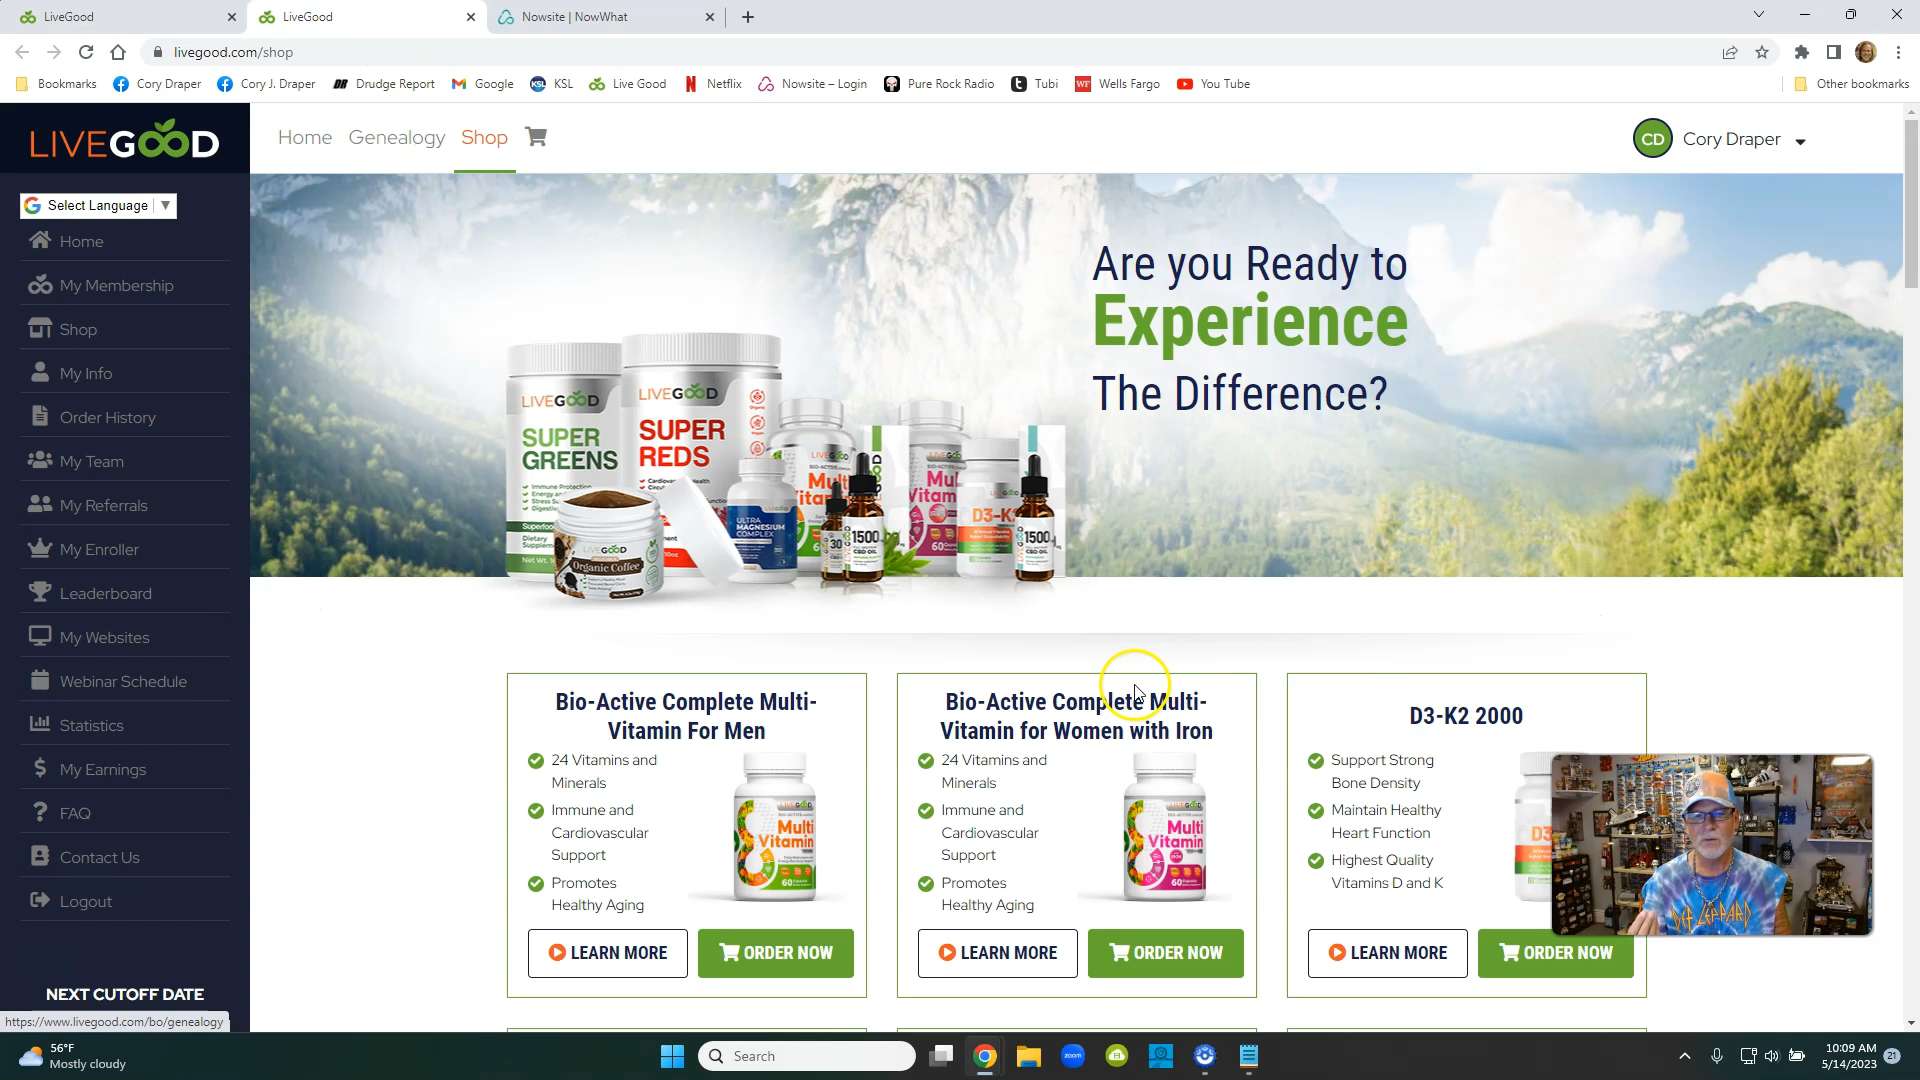 LiveGood
LiveGood
Nowsite | NowWhat
livegood.com/shop
Bookmarks
Cory Draper
Cory J. Draper
Drudge Report
Google
KSL
Live Good
Netflix
Nowsite – Login
Pure Rock Radio
Tubi
Wells Fargo
You Tube
Other bookmarks
LIVEGOOD
Home
Genealogy
Shop
CD
Cory Draper
Select Language
Home
My Membership
Shop
My Info
Order History
My Team
My Referrals
My Enroller
Leaderboard
My Websites
Webinar Schedule
Statistics
My Earnings
FAQ
Contact Us
Logout
NEXT CUTOFF DATE
https://www.livegood.com/bo/genealogy
Are you Ready to
Experience
The Difference?
LIVEGOOD
SUPER
GREENS
LIVEGOOD
SUPER
REDS
LIVEGOOD
Organic Coffee
ULTRA
MAGNESIUM
COMPLEX
1500
D3-K2
1500
Bio-Active Complete Multi-
Vitamin For Men
24 Vitamins and
Minerals
Immune and
Cardiovascular
Support
Promotes
Healthy Aging
Multi
Vitamin
LEARN MORE
ORDER NOW
Bio-Active Complete Multi-
Vitamin for Women with Iron
24 Vitamins and
Minerals
Immune and
Cardiovascular
Support
Promotes
Healthy Aging
Multi
Vitamin
LEARN MORE
ORDER NOW
D3-K2 2000
Support Strong
Bone Density
Maintain Healthy
Heart Function
Highest Quality
Vitamins D and K
D3
LEARN MORE
ORDER NOW
DEF LEPPARD
56°F
Mostly cloudy
Search
zoom
10:09 AM
5/14/2023
21